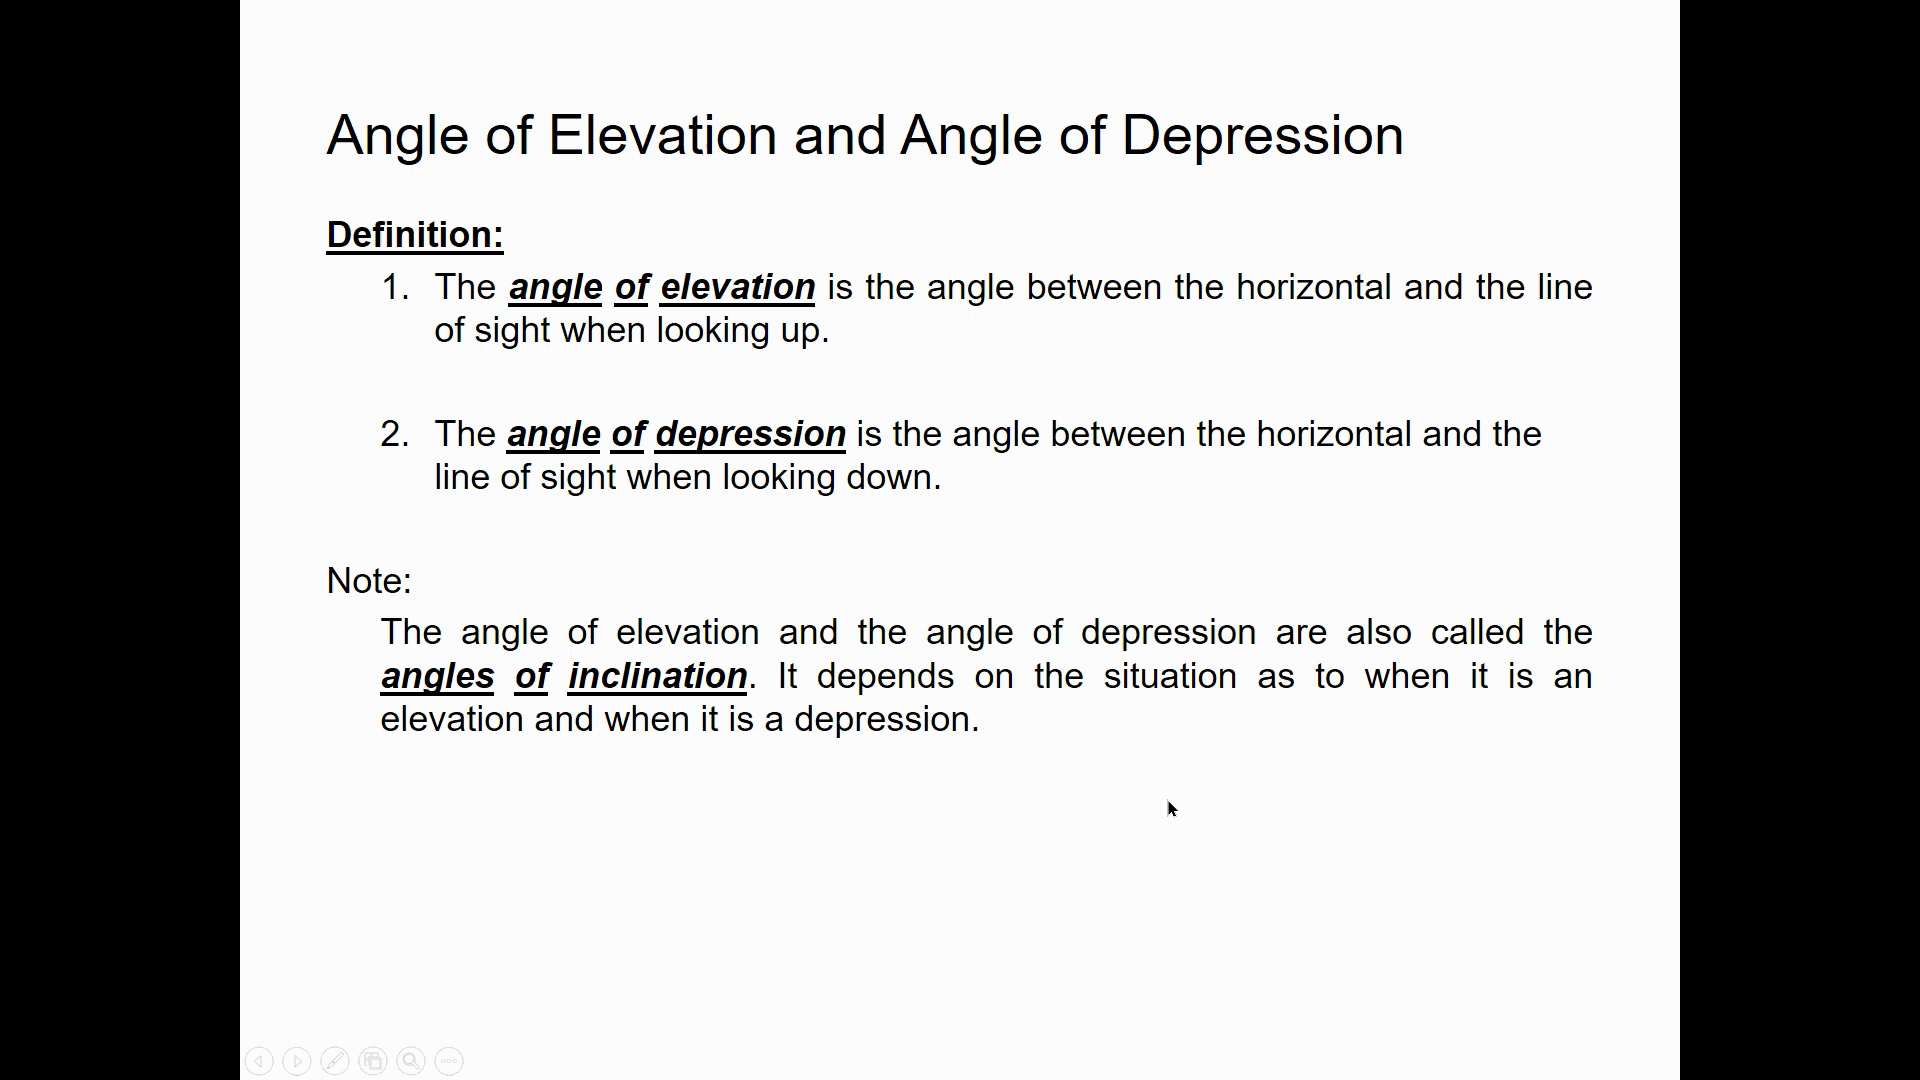 Angle of Elevation and Angle of Depression
Definition:
1. The angle of elevation is the angle between the horizontal and the line
of sight when looking up.
2. The angle of depression is the angle between the horizontal and the
line of sight when looking down.
Note:
The angle of elevation and the angle of depression are also called the
angles of inclination. It depends on the situation as to when it is an
elevation and when it is a depression.